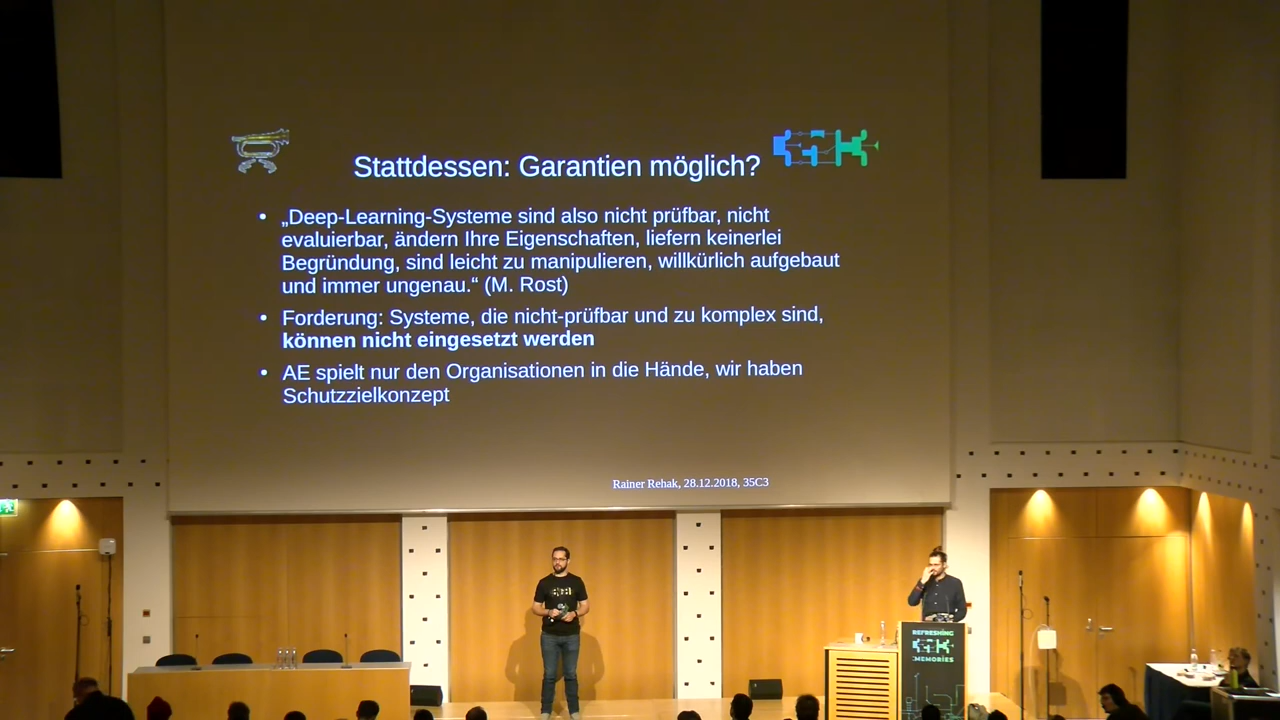 Stattdessen: Garantien möglich?
• „Deep-Learning-Systeme sind also nicht prüfbar, nicht
evaluierbar, ändern Ihre Eigenschaften, liefern keinerlei
Begründung, sind leicht zu manipulieren, willkürlich aufgebaut
und immer ungenau.“ (M. Rost)
• Forderung: Systeme, die nicht-prüfbar und zu komplex sind,
können nicht eingesetzt werden
• AE spielt nur den Organisationen in die Hände, wir haben
Schutzzielkonzept
Rainer Rehak, 28.12.2018, 35C3
REFRESHING
MEMORIES